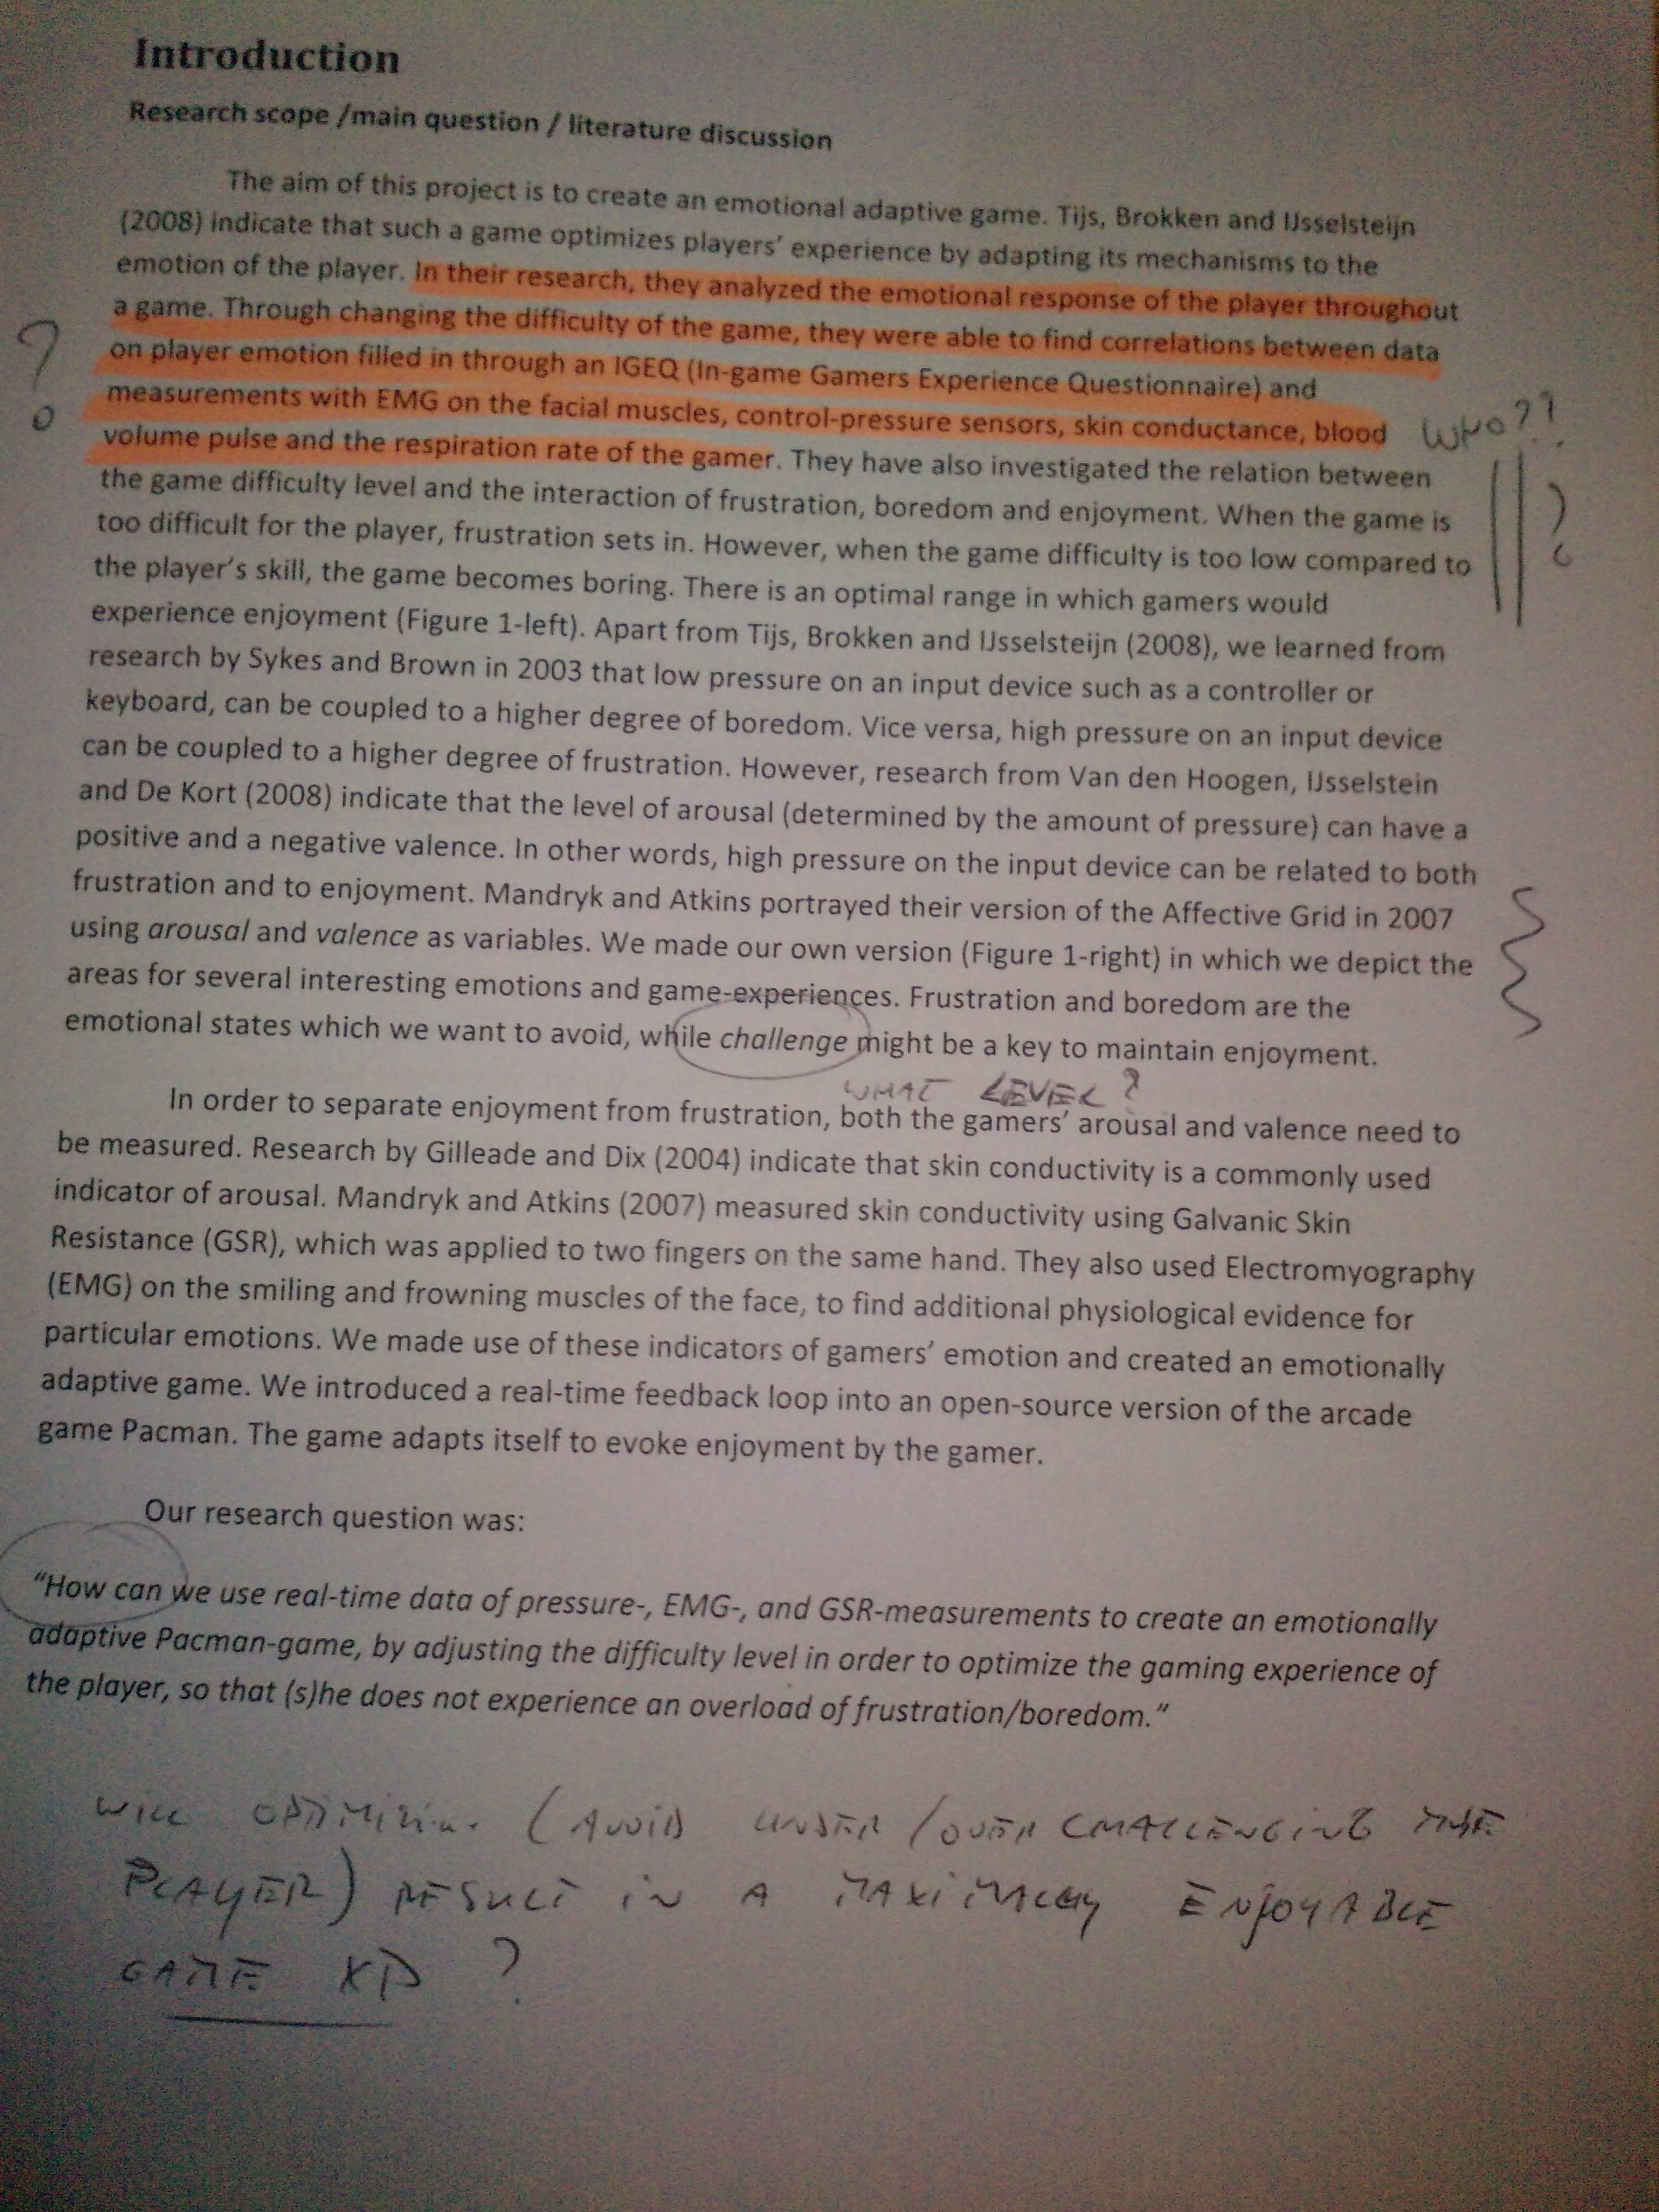 Introduction
Research scope /main question / literature discussion
The aim of this project is to create an emotional adaptive game. Tijs, Brokken and IJsselsteijn
(2008) indicate that such a game optimizes players' experience by adapting its mechanisms to the
emotion of the player. In their research, they analyzed the emotional response of the player throughout
a game. Through changing the difficulty of the game, they were able to find correlations between data
?
on player emotion filled in through an IGEQ (In-game Gamers Experience Questionnaire) and
measurements with EMG on the facial muscles, control-pressure sensors, skin conductance, blood
WHO??
volume pulse and the respiration rate of the gamer. They have also investigated the relation between
the game difficulty level and the interaction of frustration, boredom and enjoyment. When the game is
?
too difficult for the player, frustration sets in. However, when the game difficulty is too low compared to
the player's skill, the game becomes boring. There is an optimal range in which gamers would
experience enjoyment (Figure 1-left). Apart from Tijs, Brokken and IJsselsteijn (2008), we learned from
research by Sykes and Brown in 2003 that low pressure on an input device such as a controller or
keyboard, can be coupled to a higher degree of boredom. Vice versa, high pressure on an input device
can be coupled to a higher degree of frustration. However, research from Van den Hoogen, IJsselstein
and De Kort (2008) indicate that the level of arousal (determined by the amount of pressure) can have a
positive and a negative valence. In other words, high pressure on the input device can be related to both
frustration and to enjoyment. Mandryk and Atkins portrayed their version of the Affective Grid in 2007
using arousal and valence as variables. We made our own version (Figure 1-right) in which we depict the
areas for several interesting emotions and game-experiences. Frustration and boredom are the
emotional states which we want to avoid, while challenge might be a key to maintain enjoyment.
WHAT LEVEL?
In order to separate enjoyment from frustration, both the gamers' arousal and valence need to
be measured. Research by Gilleade and Dix (2004) indicate that skin conductivity is a commonly used
indicator of arousal. Mandryk and Atkins (2007) measured skin conductivity using Galvanic Skin
Resistance (GSR), which was applied to two fingers on the same hand. They also used Electromyography
(EMG) on the smiling and frowning muscles of the face, to find additional physiological evidence for
particular emotions. We made use of these indicators of gamers' emotion and created an emotionally
adaptive game. We introduced a real-time feedback loop into an open-source version of the arcade
game Pacman. The game adapts itself to evoke enjoyment by the gamer.
Our research question was:
"How can we use real-time data of pressure-, EMG-, and GSR-measurements to create an emotionally
adaptive Pacman-game, by adjusting the difficulty level in order to optimize the gaming experience of
the player, so that (s)he does not experience an overload of frustration/boredom."
WILL (AVOID UNDER/OVER CHALLENGING THE
PLAYER) RESULT IN A MAXIMALLY ENJOYABLE
GAME XP ?